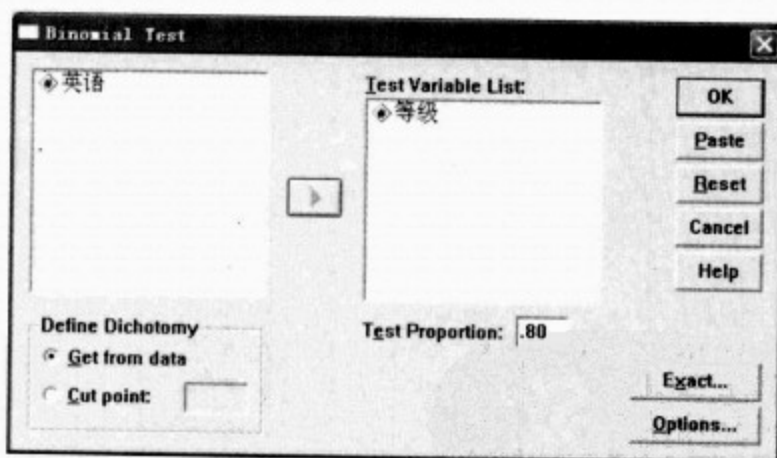 Binomial Test
英语
Test Variable List:
等级
OK
Paste
Reset
Cancel
Help
Define Dichotomy
Get from data
Cut point:
Test Proportion: .80
Exact...
Options...